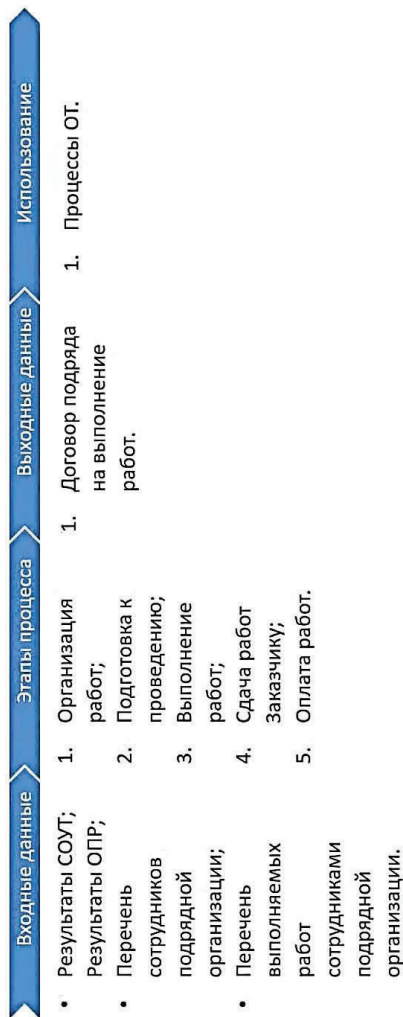 Входные данные
• Результаты СОУТ;
Результаты ОПР;
• Перечень
сотрудников
подрядной
организации;
• Перечень
выполняемых
работ
сотрудниками
подрядной
организации.
Этапы процесса
1. Организация
работ;
2. Подготовка к
проведению;
3. Выполнение
работ;
4. Сдача работ
Заказчику;
5. Оплата работ.
Выходные данные
1. Договор подряда
на выполнение
работ.
Использование
1. Процессы ОТ.